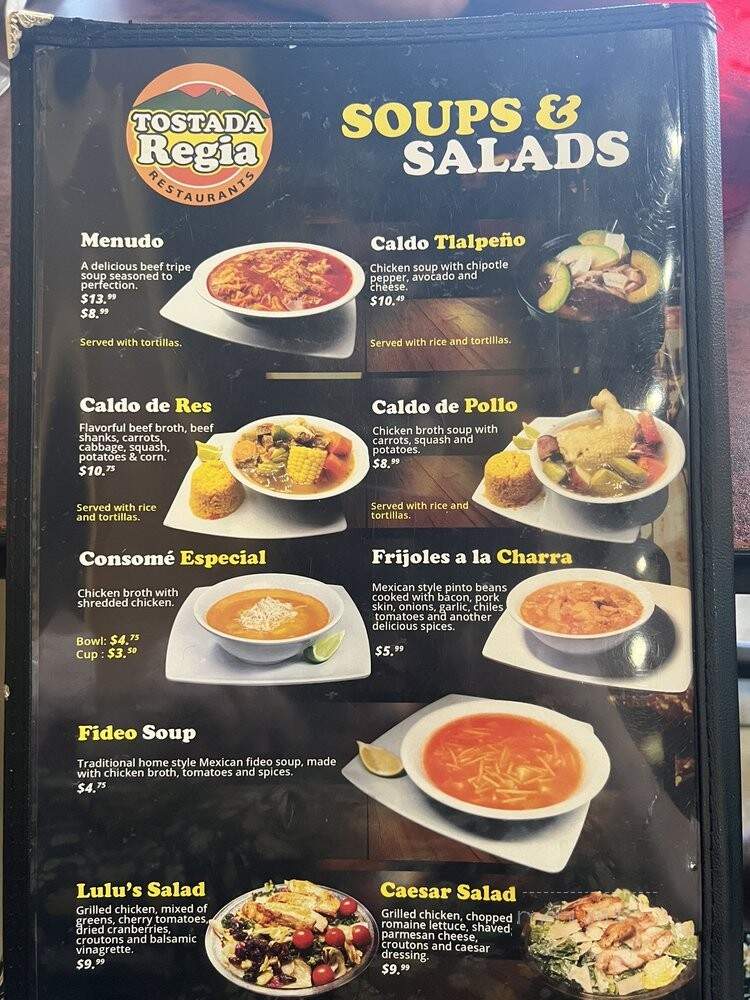 TOSTADA
Regia
RESTAURANTS
SOUPS &
SALADS
Menudo
A delicious beef tripe
soup seasoned to
perfection.
$13.99
$8.99
Served with tortillas.
Caldo Tlalpeño
Chicken soup with chipotle
pepper, avocado and
cheese.
$10.49
Served with rice and tortillas.
Caldo de Res
Flavorful beef broth, beef
shanks, carrots,
cabbage, squash,
potatoes & corn.
$10.75
Served with rice
and tortillas.
Caldo de Pollo
Chicken broth soup with
carrots, squash and
potatoes.
$8.99
Served with rice and
tortillas.
Consomé Especial
Chicken broth with
shredded chicken.
Bowl: $4.75
Cup : $3.50
Frijoles a la Charra
Mexican style pinto beans
cooked with bacon, pork
skin, onions, garlic, chiles
tomatoes and another
delicious spices.
$5.99
Fideo Soup
Traditional home style Mexican fideo soup, made
with chicken broth, tomatoes and spices.
$4.75
Lulu's Salad
Grilled chicken, mixed of
greens, cherry tomatoes,
dried cranberries,
croutons and balsamic
vinagrette.
$9.99
Caesar Salad
Grilled chicken, chopped
romaine lettuce, shaved
parmesan cheese,
croutons and caesar
dressing.
$9.99